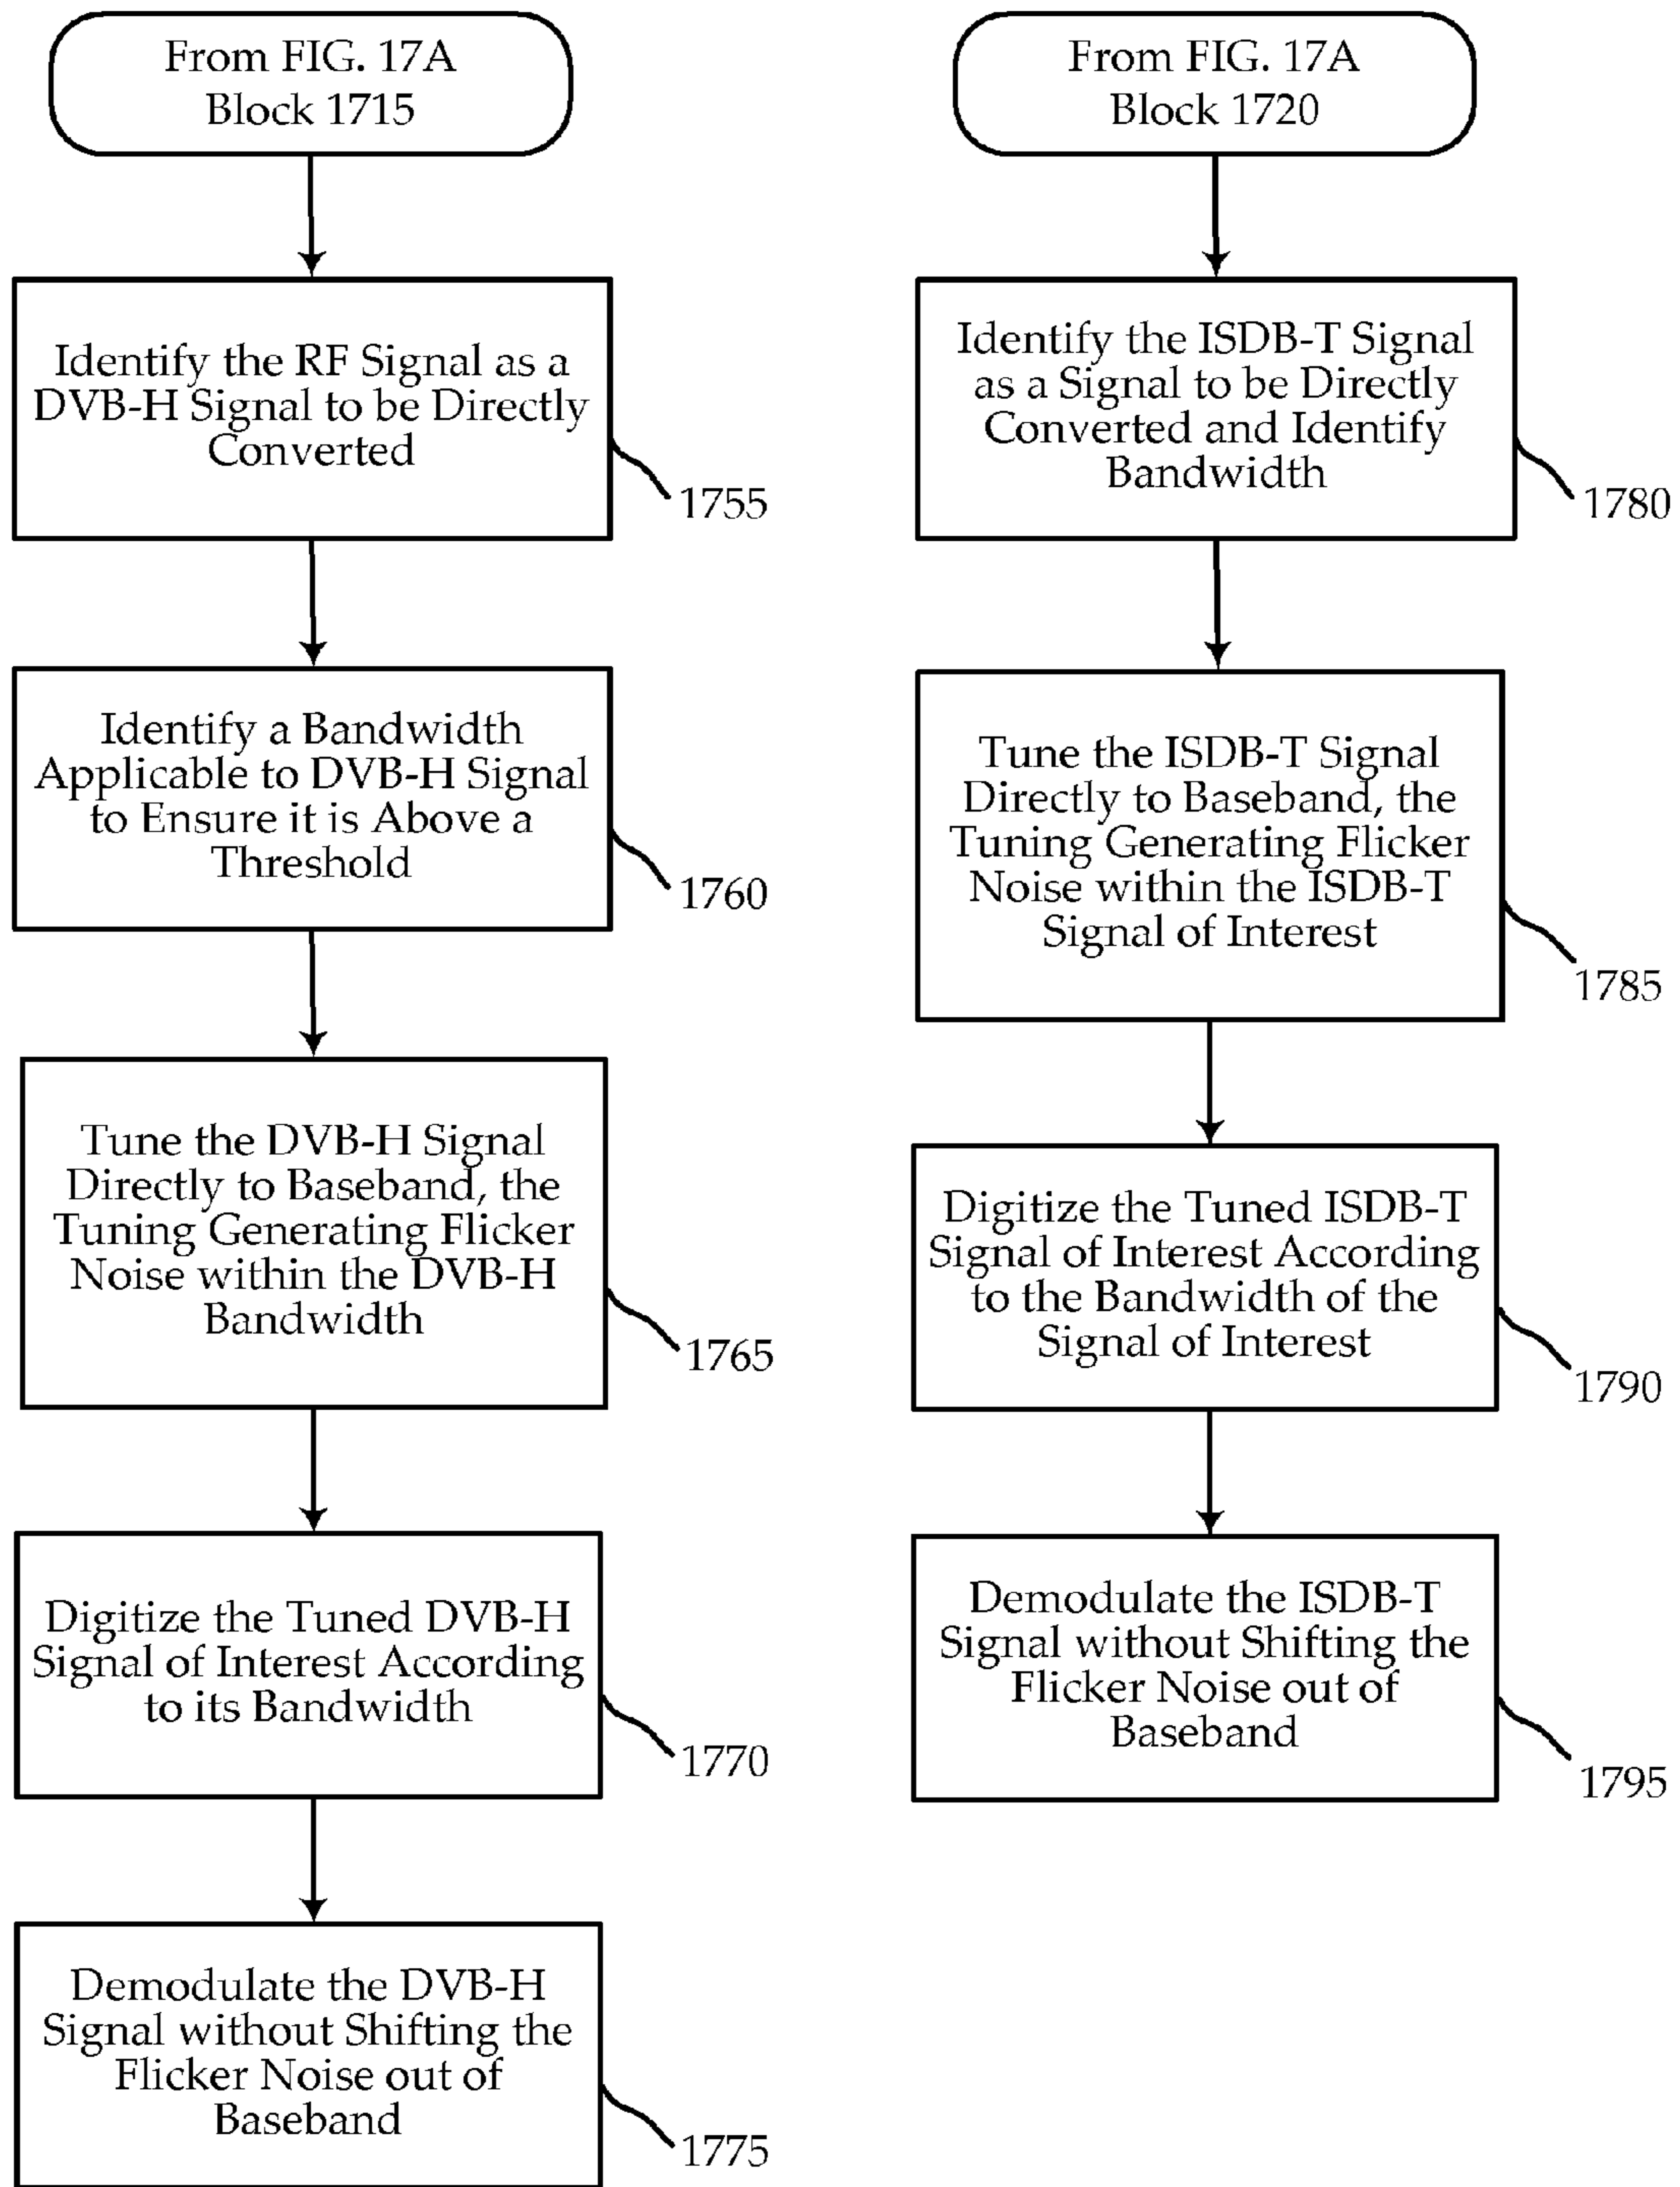 From FIG. 17A
Block 1715
Identify the RF Signal as a
DVB-H Signal to be Directly
Converted
1755
Identify a Bandwidth
Applicable to DVB-H Signal
to Ensure it is Above a
Threshold
1760
Tune the DVB-H Signal
Directly to Baseband, the
Tuning Generating Flicker
Noise within the DVB-H
Bandwidth
1765
Digitize the Tuned DVB-H
Signal of Interest According
to its Bandwidth
1770
Demodulate the DVB-H
Signal without Shifting the
Flicker Noise out of
Baseband
1775
From FIG. 17A
Block 1720
Identify the ISDB-T Signal
as a Signal to be Directly
Converted and Identify
Bandwidth
1780
Tune the ISDB-T Signal
Directly to Baseband, the
Tuning Generating Flicker
Noise within the ISDB-T
Signal of Interest
1785
Digitize the Tuned ISDB-T
Signal of Interest According
to the Bandwidth of the
Signal of Interest
1790
Demodulate the ISDB-T
Signal without Shifting the
Flicker Noise out of
Baseband
1795